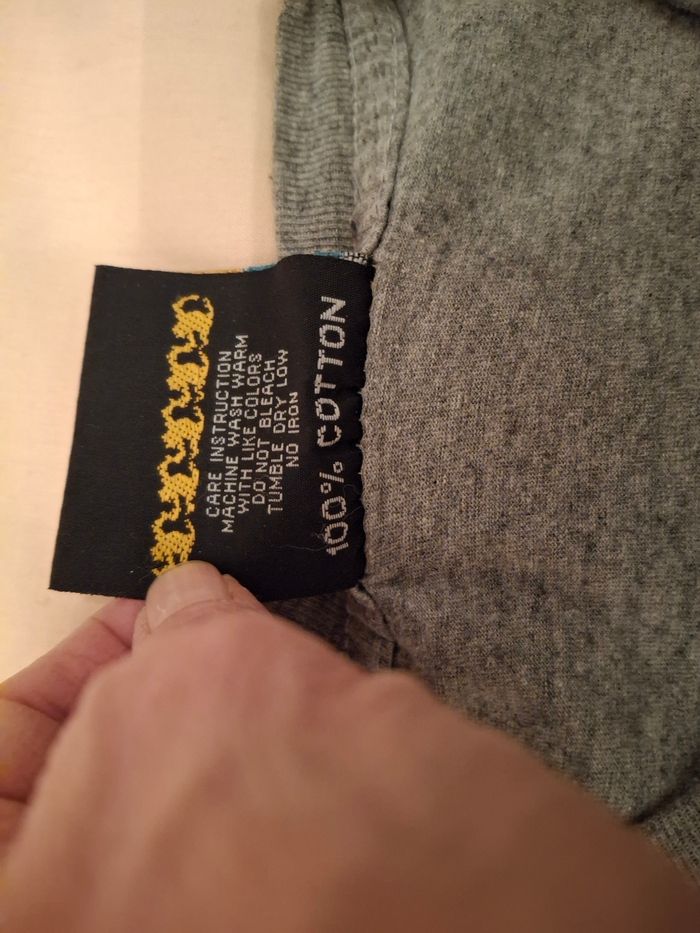 100% COTTON
CARE INSTRUCTION
MACHINE WASH WARM
WITH LIKE COLORS
DO NOT BLEACH
TUMBLE DRY LOW
NO IRON